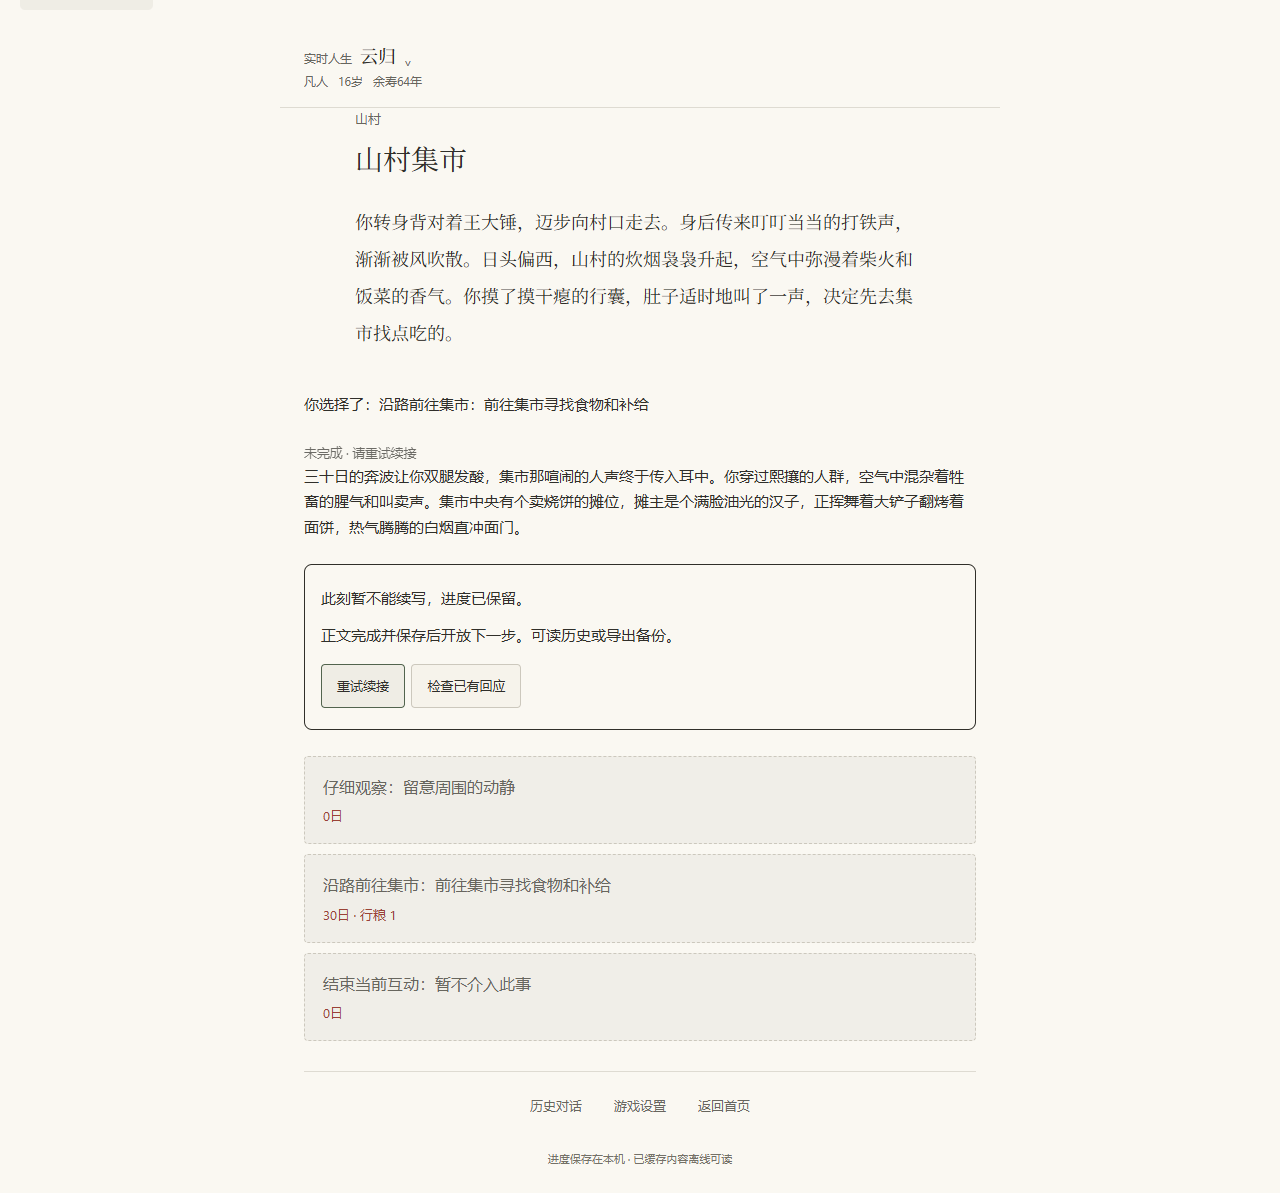 实时人生 云归 v
凡人 16岁 余寿64年
山村
山村集市
你转身背对着王大锤，迈步向村口走去。身后传来叮叮当当的打铁声，
渐渐被风吹散。日头偏西，山村的炊烟袅袅升起，空气中弥漫着柴火和
饭菜的香气。你摸了摸干瘪的行囊，肚子适时地叫了一声，决定先去集
市找点吃的。
你选择了：沿路前往集市：前往集市寻找食物和补给
未完成 · 请重试续接
三十日的奔波让你双腿发酸，集市那喧闹的人声终于传入耳中。你穿过熙攘的人群，空气中混杂着牲
畜的腥气和叫卖声。集市中央有个卖烧饼的摊位，摊主是个满脸油光的汉子，正挥舞着大铲子翻烤着
面饼，热气腾腾的白烟直冲面门。
此刻暂不能续写，进度已保留。
正文完成并保存后开放下一步。可读历史或导出备份。
重试续接 检查已有回应
仔细观察：留意周围的动静
0日
沿路前往集市：前往集市寻找食物和补给
30日 · 行粮 1
结束当前互动：暂不介入此事
0日
历史对话 游戏设置 返回首页
进度保存在本机 · 已缓存内容离线可读